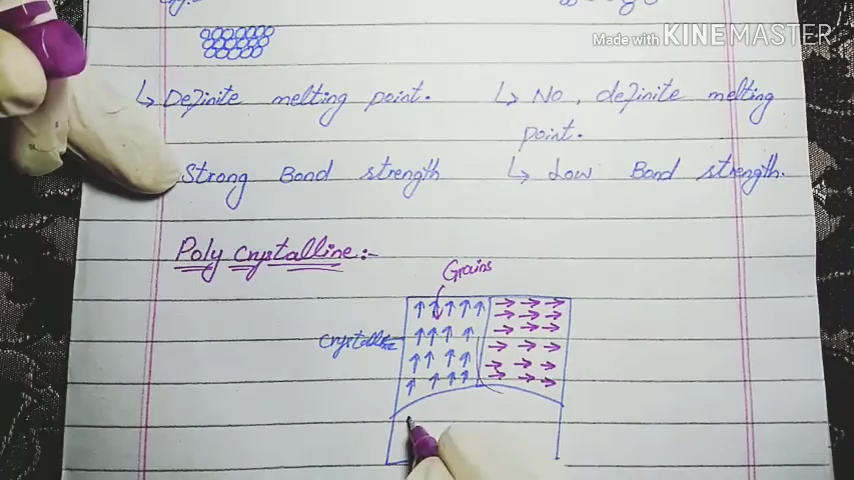 Made with KINEMASTER
↳ Definite melting point.
↳ No, definite melting
point.
Strong Bond strength
↳ Low Bond strength.
Poly Crystalline:-
Grains